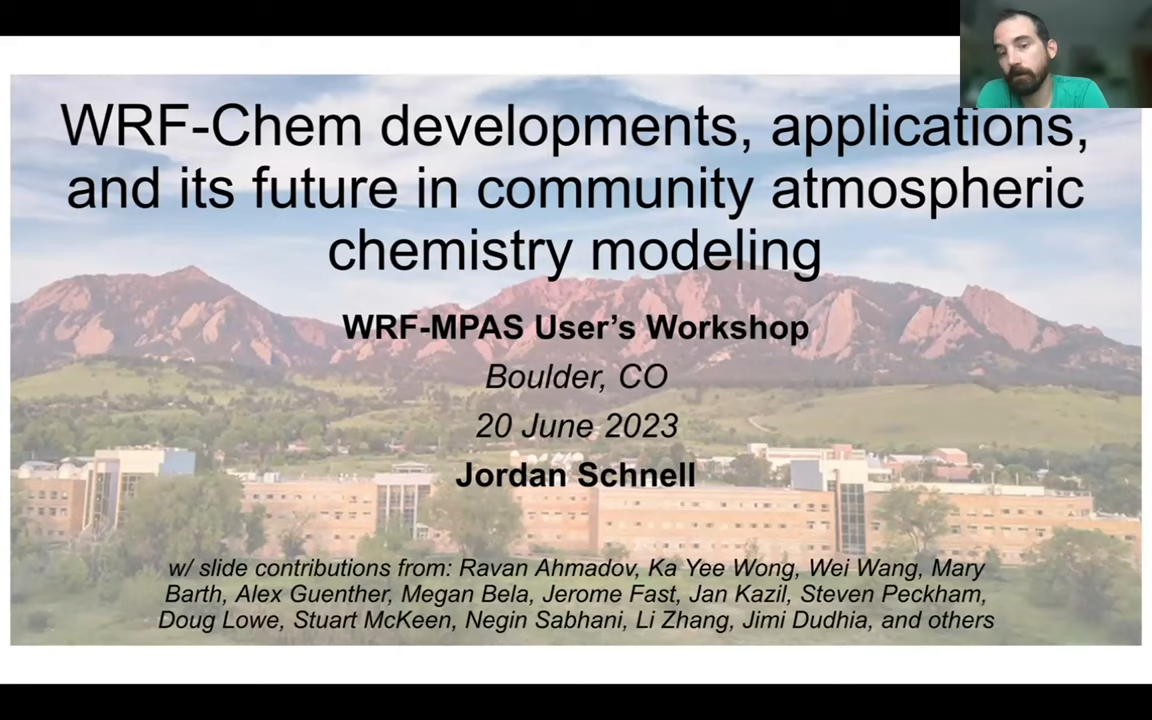 WRF-Chem developments, applications,
and its future in community atmospheric
chemistry modeling
WRF-MPAS User's Workshop
Boulder, CO
20 June 2023
Jordan Schnell
w/ slide contributions from: Ravan Ahmadov, Ka Yee Wong, Wei Wang, Mary
Barth, Alex Guenther, Megan Bela, Jerome Fast, Jan Kazil, Steven Peckham,
Doug Lowe, Stuart McKeen, Negin Sabhani, Li Zhang, Jimi Dudhia, and others